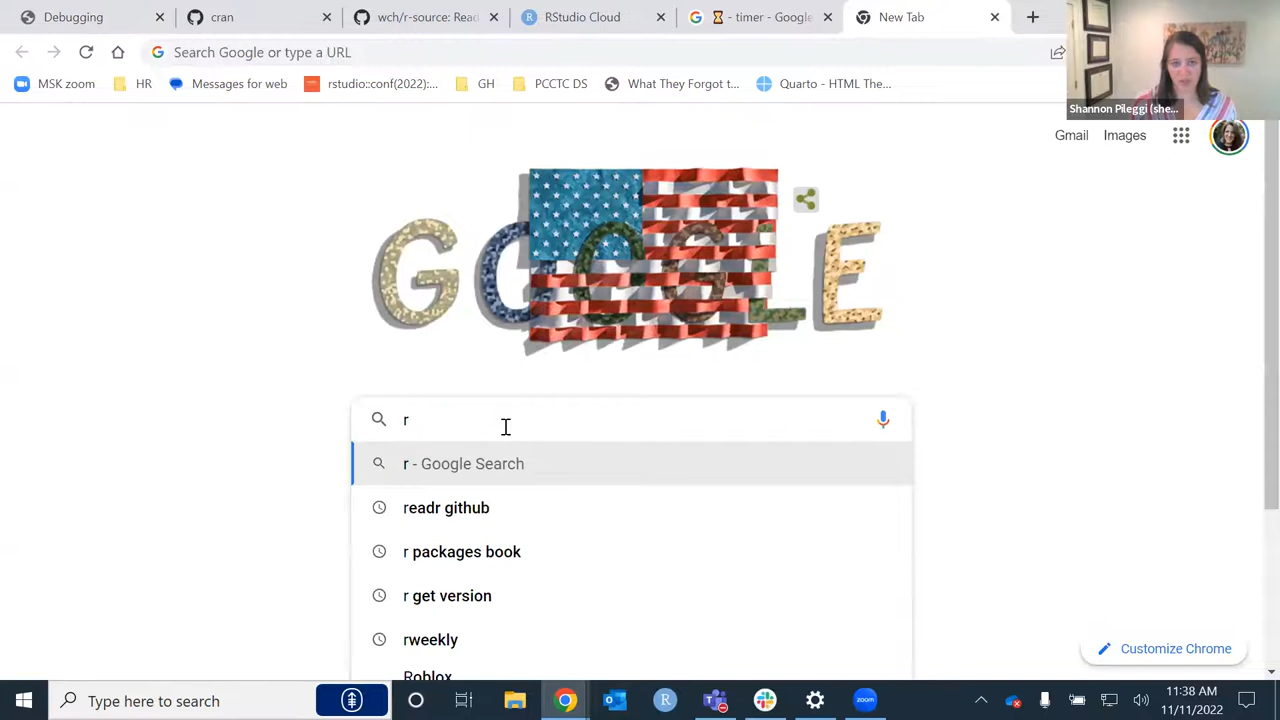 Debugging
cran
wch/r-source: Read
RStudio Cloud
- timer - Google
New Tab
Search Google or type a URL
MSK zoom
HR
Messages for web
rstudio::conf(2022):...
GH
PCCTC DS
What They Forgot t...
Quarto - HTML The...
Shannon Pileggi (she...
Gmail
Images
GOOGLE
r
r - Google Search
readr github
r packages book
r get version
rweekly
Roblox
Customize Chrome
Type here to search
zoom
11:38 AM
11/11/2022